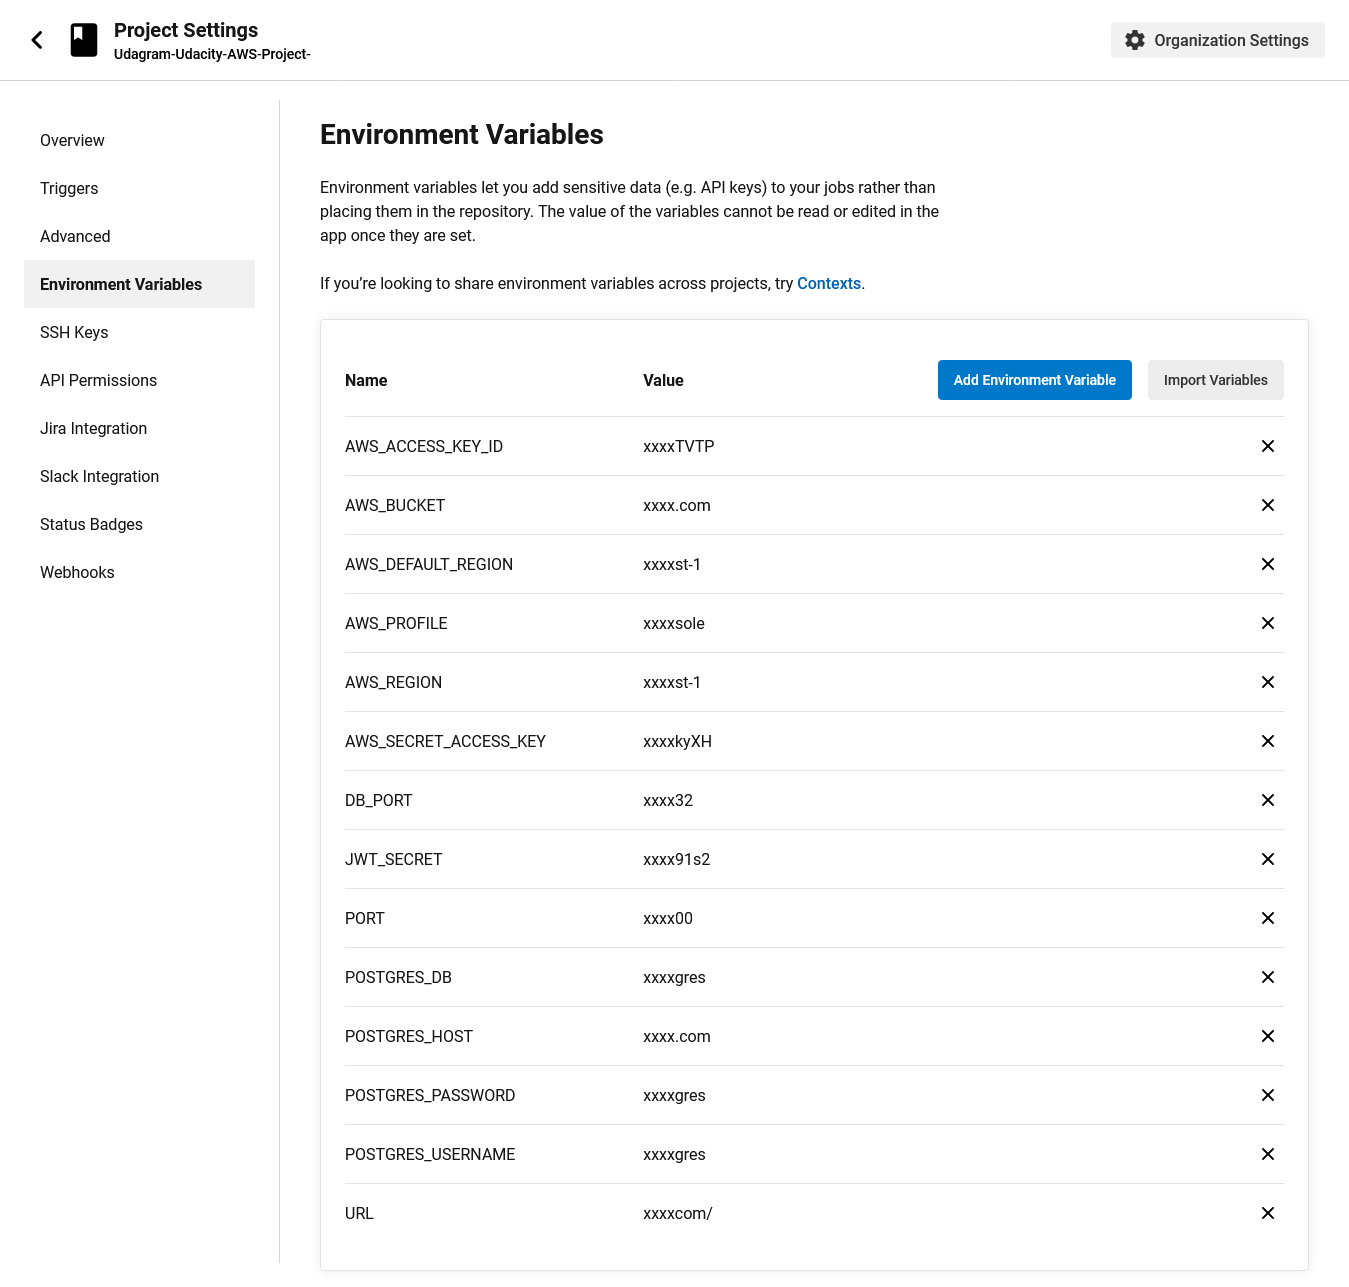 Project Settings
Udagram-Udacity-AWS-Project-
Organization Settings
Overview
Triggers
Advanced
Environment Variables
SSH Keys
API Permissions
Jira Integration
Slack Integration
Status Badges
Webhooks
Environment Variables
Environment variables let you add sensitive data (e.g. API keys) to your jobs rather than
placing them in the repository. The value of the variables cannot be read or edited in the
app once they are set.
If you’re looking to share environment variables across projects, try Contexts.
Name Value Add Environment Variable Import Variables
AWS_ACCESS_KEY_ID xxxxTVTP
AWS_BUCKET xxxx.com
AWS_DEFAULT_REGION xxxxst-1
AWS_PROFILE xxxxsole
AWS_REGION xxxxst-1
AWS_SECRET_ACCESS_KEY xxxxkyXH
DB_PORT xxxx32
JWT_SECRET xxxx91s2
PORT xxxx00
POSTGRES_DB xxxxgres
POSTGRES_HOST xxxx.com
POSTGRES_PASSWORD xxxxgres
POSTGRES_USERNAME xxxxgres
URL xxxxcom/